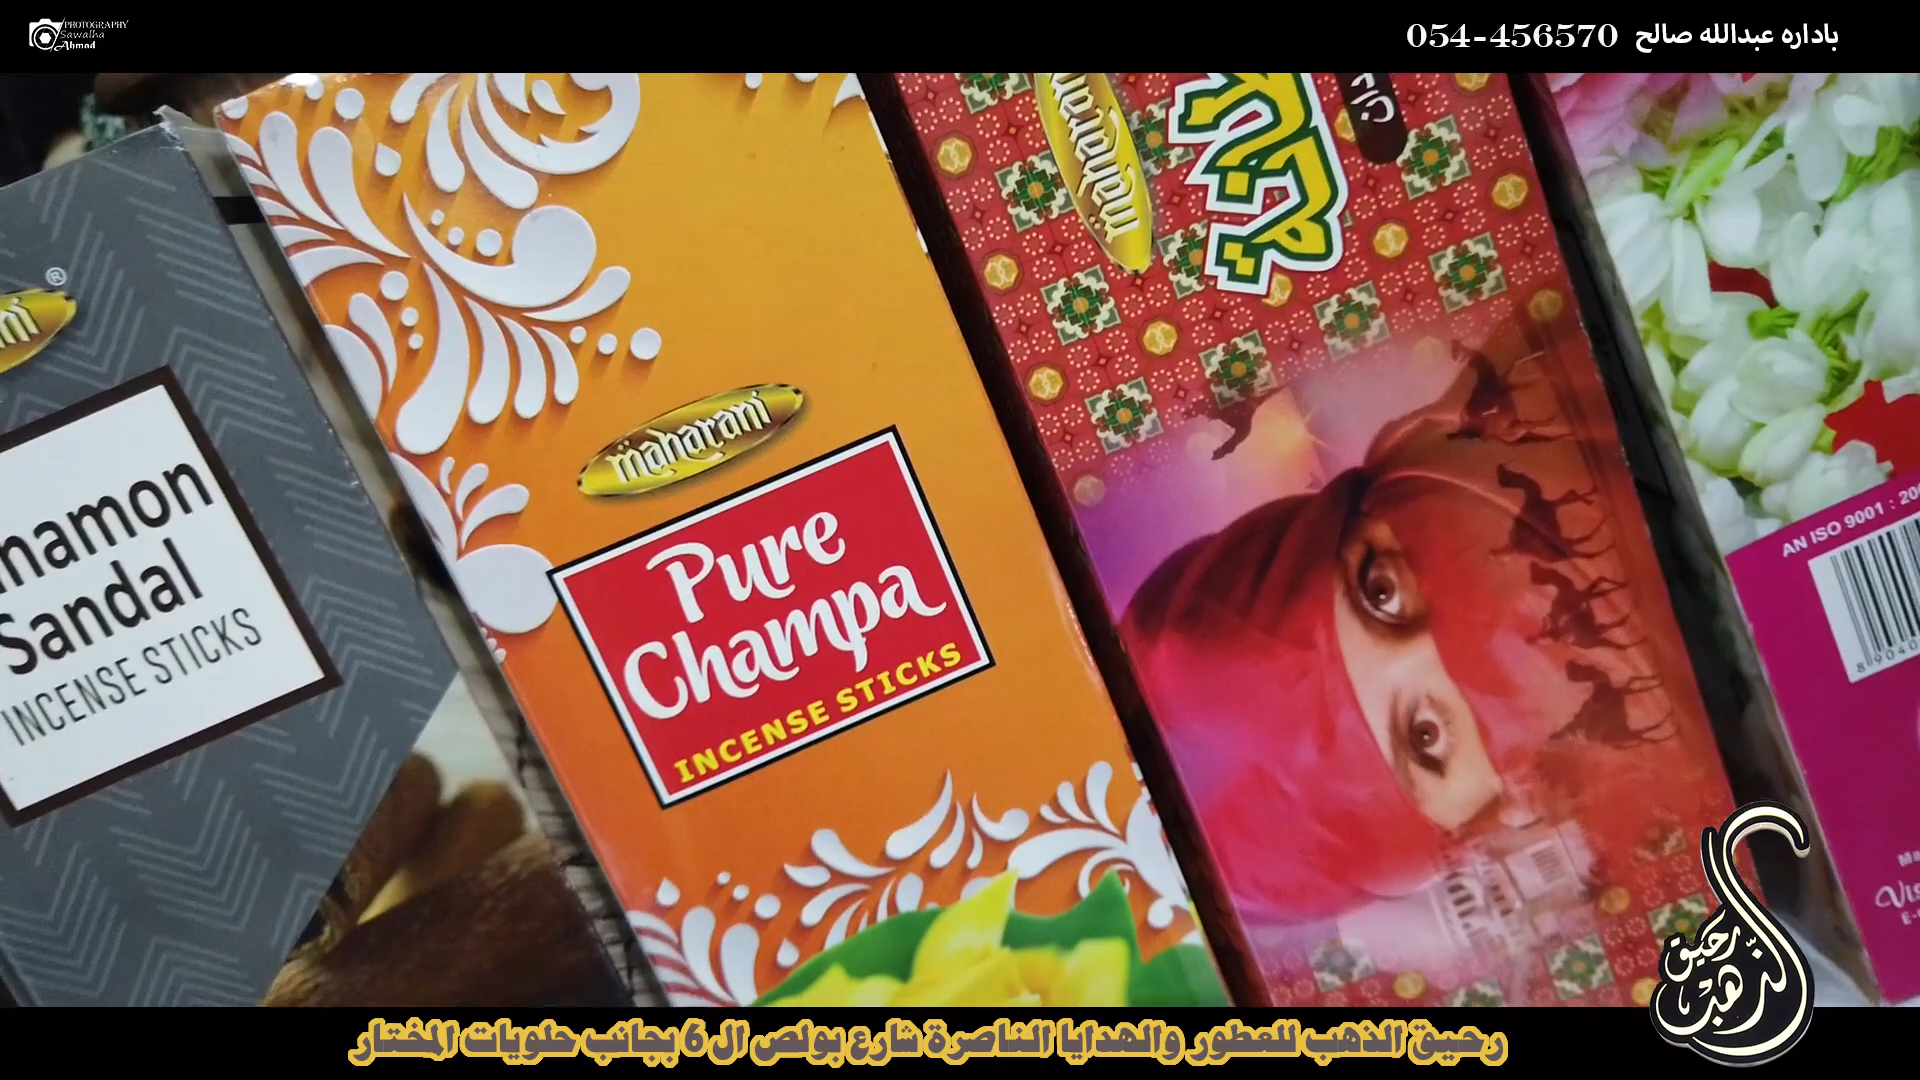 PHOTOGRAPHY
Sawalha
Ahmad
باداره عبدالله صالح 054-456570
®
Sandal
INCENSE STICKS
maharani
Pure
Champa
INCENSE STICKS
maharani
AN ISO 9001 :
رحيق
الذهب
رحيق الذهب للعطور والهدايا الناصرة شارع بولص ال 6 بجانب حلويات المختار